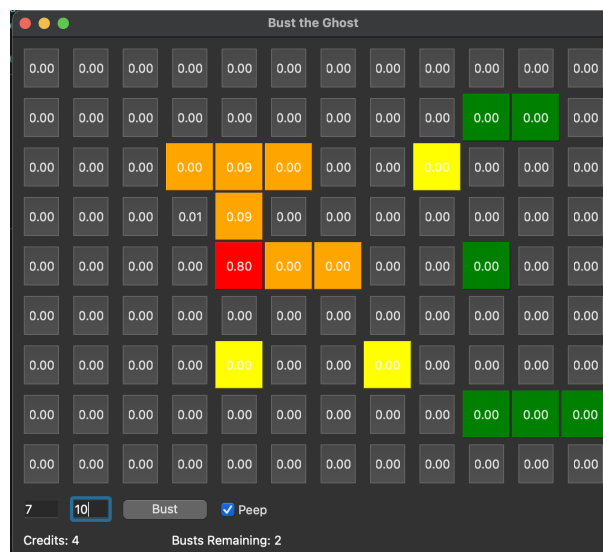 Bust the Ghost
0.00 0.00 0.00 0.00 0.00 0.00 0.00 0.00 0.00 0.00 0.00 0.00
0.00 0.00 0.00 0.00 0.00 0.00 0.00 0.00 0.00 0.00 0.00 0.00
0.00 0.00 0.00 0.00 0.09 0.00 0.00 0.00 0.00 0.00 0.00 0.00
0.00 0.00 0.00 0.01 0.09 0.00 0.00 0.00 0.00 0.00 0.00 0.00
0.00 0.00 0.00 0.00 0.80 0.00 0.00 0.00 0.00 0.00 0.00 0.00
0.00 0.00 0.00 0.00 0.00 0.00 0.00 0.00 0.00 0.00 0.00 0.00
0.00 0.00 0.00 0.00 0.00 0.00 0.00 0.00 0.00 0.00 0.00 0.00
0.00 0.00 0.00 0.00 0.00 0.00 0.00 0.00 0.00 0.00 0.00 0.00
0.00 0.00 0.00 0.00 0.00 0.00 0.00 0.00 0.00 0.00 0.00 0.00
7 10 Bust Peep
Credits: 4 Busts Remaining: 2